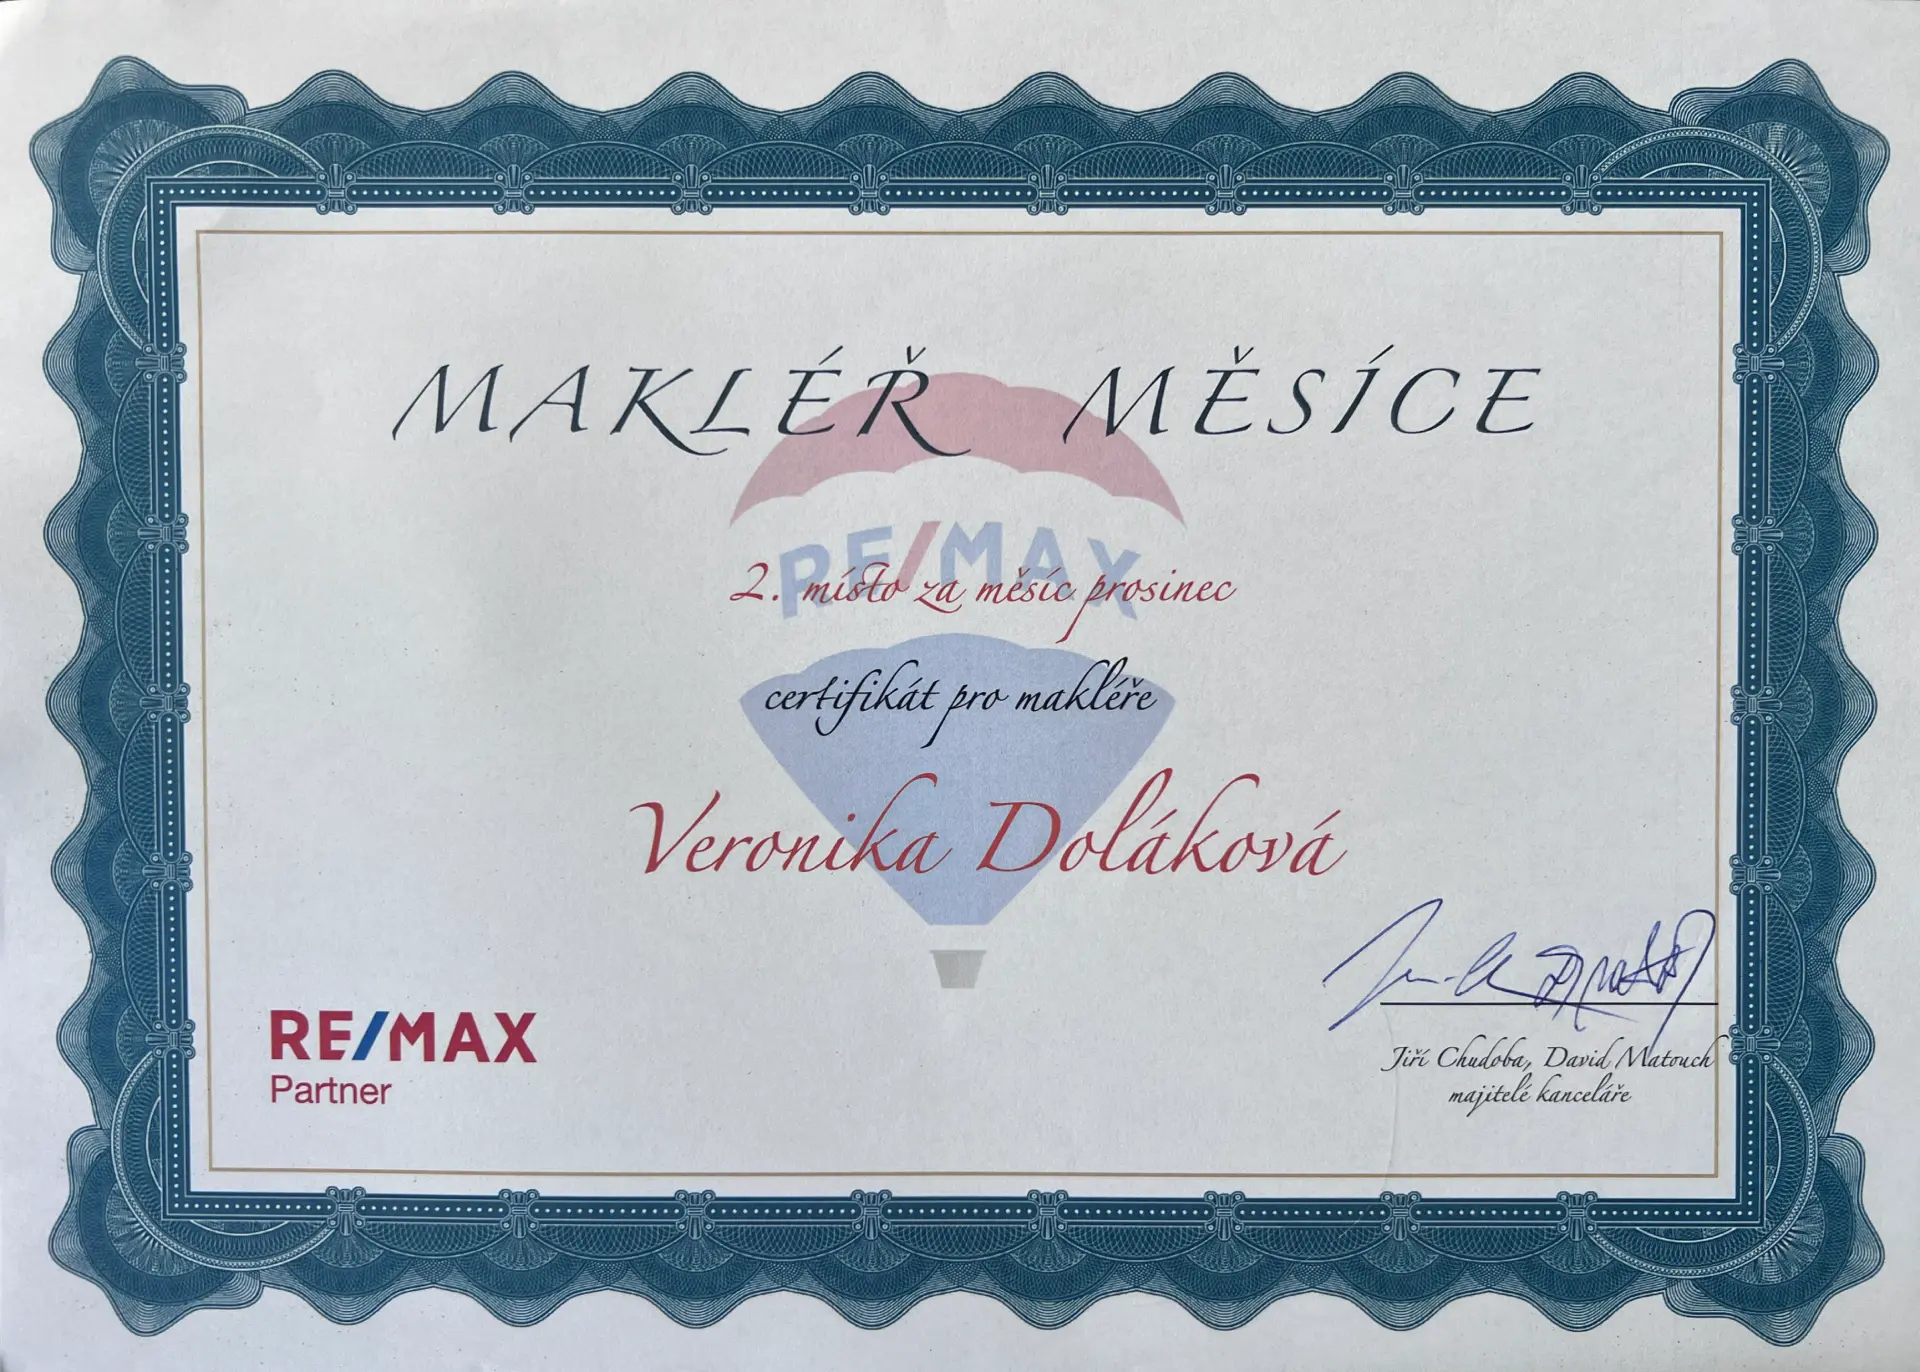 MAKLÉŘ MĚSÍCE
RE/MAX
2. místo za měsíc prosinec
certifikát pro makléře
Veronika Doláková
RE/MAX
Partner
Jiří Chudoba, David Matouch
majitelé kanceláře